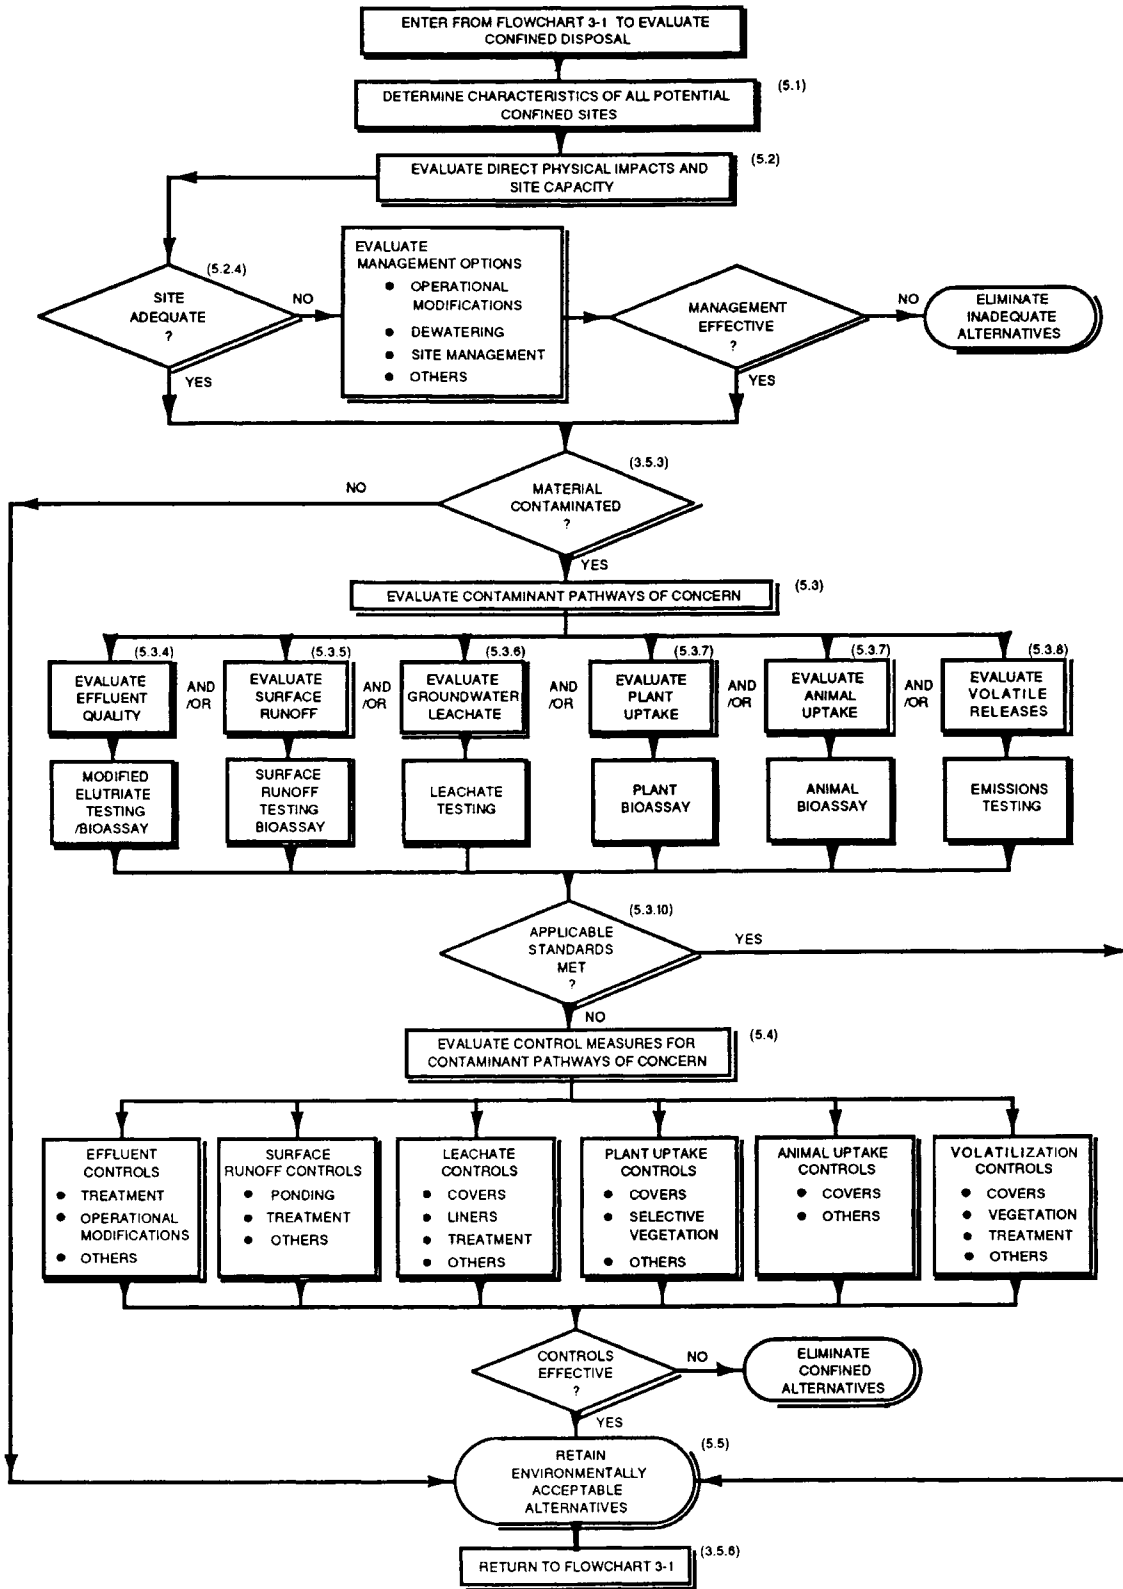 ENTER FROM FLOWCHART 3-1 TO EVALUATE
CONFINED DISPOSAL
(5.1)
DETERMINE CHARACTERISTICS OF ALL POTENTIAL
CONFINED SITES
(5.2)
EVALUATE DIRECT PHYSICAL IMPACTS AND
SITE CAPACITY
(5.2.4)
SITE
ADEQUATE
?
NO
YES
EVALUATE
MANAGEMENT OPTIONS
● OPERATIONAL
MODIFICATIONS
● DEWATERING
● SITE MANAGEMENT
● OTHERS
MANAGEMENT
EFFECTIVE
?
NO
YES
ELIMINATE
INADEQUATE
ALTERNATIVES
(3.5.3)
MATERIAL
CONTAMINATED
?
NO
YES
(5.3)
EVALUATE CONTAMINANT PATHWAYS OF CONCERN
(5.3.4)
EVALUATE
EFFLUENT
QUALITY
AND
/OR
(5.3.5)
EVALUATE
SURFACE
RUNOFF
AND
/OR
(5.3.6)
EVALUATE
GROUNDWATER
LEACHATE
AND
/OR
(5.3.7)
EVALUATE
PLANT
UPTAKE
AND
/OR
(5.3.7)
EVALUATE
ANIMAL
UPTAKE
AND
/OR
(5.3.8)
EVALUATE
VOLATILE
RELEASES
MODIFIED
ELUTRIATE
TESTING
/BIOASSAY
SURFACE
RUNOFF
TESTING
BIOASSAY
LEACHATE
TESTING
PLANT
BIOASSAY
ANIMAL
BIOASSAY
EMISSIONS
TESTING
(5.3.10)
APPLICABLE
STANDARDS
MET
?
YES
NO
(5.4)
EVALUATE CONTROL MEASURES FOR
CONTAMINANT PATHWAYS OF CONCERN
EFFLUENT
CONTROLS
● TREATMENT
● OPERATIONAL
MODIFICATIONS
● OTHERS
SURFACE
RUNOFF CONTROLS
● PONDING
● TREATMENT
● OTHERS
LEACHATE
CONTROLS
● COVERS
● LINERS
● TREATMENT
● OTHERS
PLANT UPTAKE
CONTROLS
● COVERS
● SELECTIVE
VEGETATION
● OTHERS
ANIMAL UPTAKE
CONTROLS
● COVERS
● OTHERS
VOLATILIZATION
CONTROLS
● COVERS
● VEGETATION
● TREATMENT
● OTHERS
CONTROLS
EFFECTIVE
?
NO
YES
ELIMINATE
CONFINED
ALTERNATIVES
(5.5)
RETAIN
ENVIRONMENTALLY
ACCEPTABLE
ALTERNATIVES
(3.5.6)
RETURN TO FLOWCHART 3-1